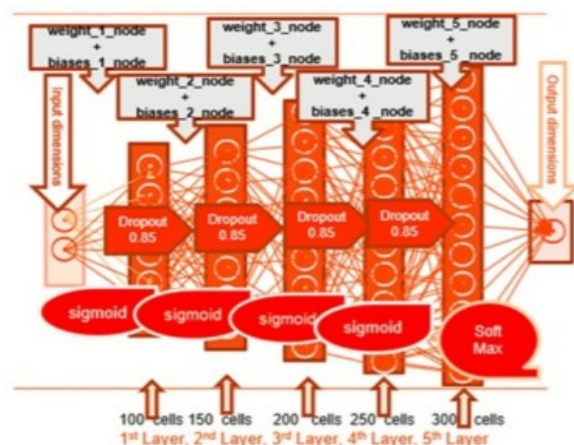 weight_1_node
+
biases_1_node
weight_3_node
+
biases_3_node
weight_5_node
+
biases_5_node
weight_2_node
+
biases_2_node
weight_4_node
+
biases_4_node
Input dimensions
Output dimensions
Dropout
0.85
Dropout
0.85
Dropout
0.85
Dropout
0.85
sigmoid
sigmoid
sigmoid
sigmoid
Soft
Max
100 cells 150 cells 200 cells 250 cells 300 cells
1st Layer, 2nd Layer, 3rd Layer, 4th Layer, 5th Layer